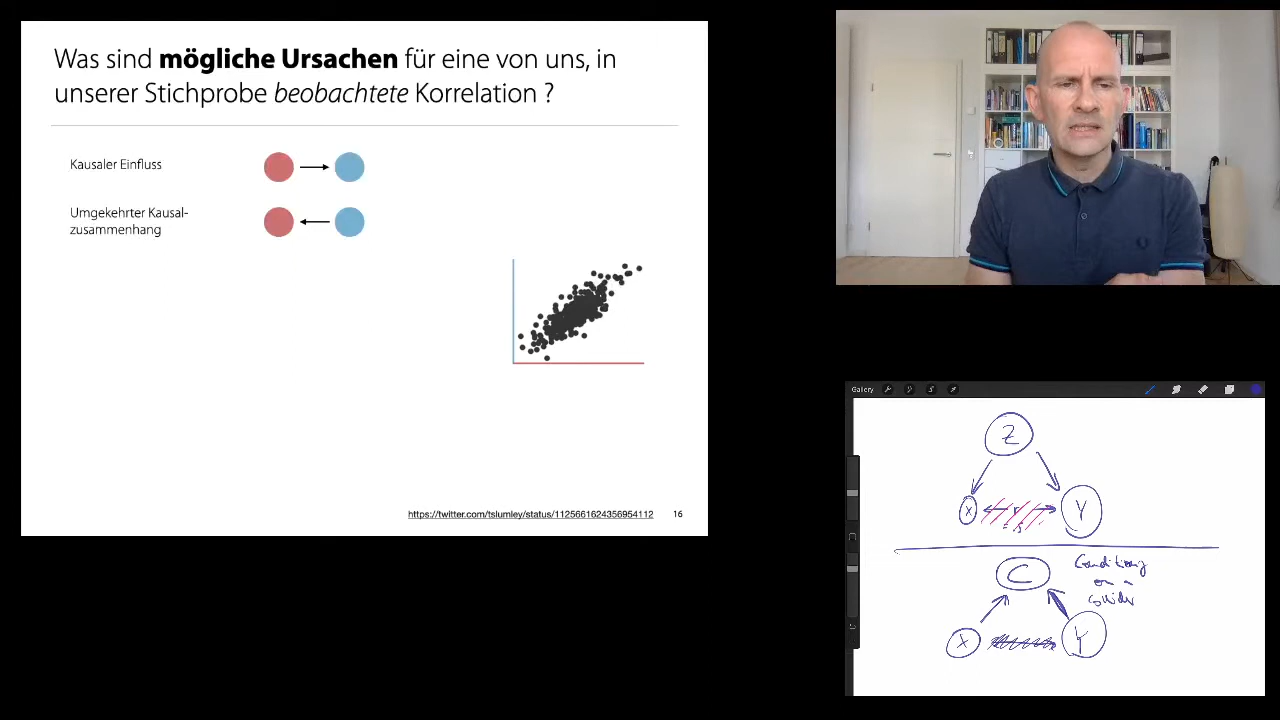 Was sind mögliche Ursachen für eine von uns, in
unserer Stichprobe beobachtete Korrelation ?
Kausaler Einfluss
Umgekehrter Kausal-
zusammenhang
https://twitter.com/tslumley/status/1125661624356954112
16
Gallery
Z
X
Y
C
Conditioning
on a
collider
X
Y